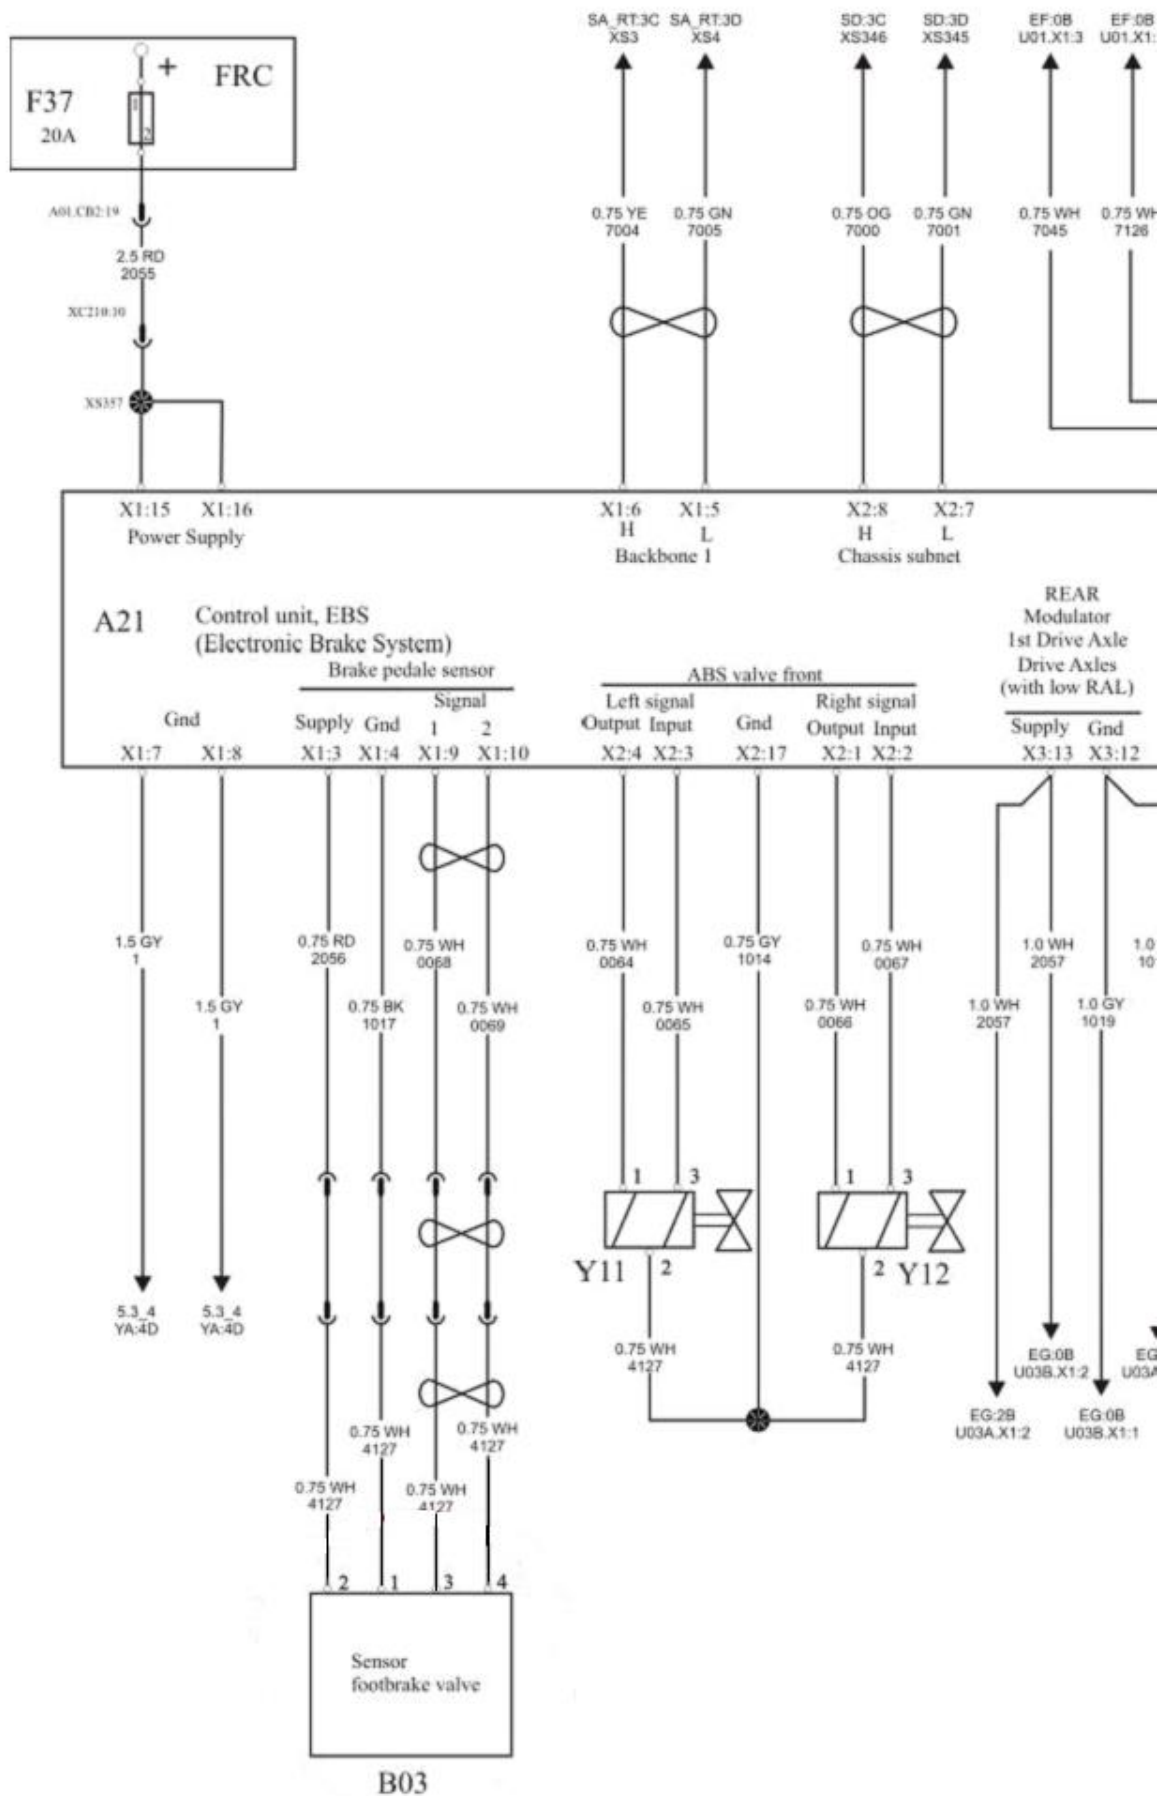 SA_RT:3C SA_RT:3D SD:3C SD:3D EF:0B EF:0B
XS3 XS4 XS346 XS345 U01.X1:3 U01.X1:
+ FRC
F37
20A
1
2
A01.CB2:19
2.5 RD
2055
XC210:10
XS357
0.75 YE 0.75 GN 0.75 OG 0.75 GN 0.75 WH 0.75 WH
7004 7005 7000 7001 7045 7126
X1:15 X1:16 X1:6 X1:5 X2:8 X2:7
Power Supply H L H L
Backbone 1 Chassis subnet
A21 Control unit, EBS
(Electronic Brake System)
REAR
Modulator
1st Drive Axle
Drive Axles
(with low RAL)
Brake pedale sensor ABS valve front
Signal Left signal Right signal
Gnd Supply Gnd 1 2 Output Input Gnd Output Input Supply Gnd
X1:7 X1:8 X1:3 X1:4 X1:9 X1:10 X2:4 X2:3 X2:17 X2:1 X2:2 X3:13 X3:12
1.5 GY 0.75 RD 0.75 WH 0.75 WH 0.75 GY 0.75 WH 1.0 WH 1.0
1 2056 0068 0064 1014 0067 2057 10
1.5 GY 0.75 BK 0.75 WH 0.75 WH 0.75 WH 1.0 WH 1.0 GY
1 1017 0069 0065 0066 2057 1019
1 3 1 3
Y11 2 2 Y12
5.3_4 5.3_4
YA:4D YA:4D
0.75 WH 0.75 WH
4127 4127
EG:0B EG
U03B.X1:2 U03A
EG:2B EG:0B
U03A.X1:2 U03B.X1:1
0.75 WH 0.75 WH
4127 4127
0.75 WH 0.75 WH
4127 4127
2 1 3 4
Sensor
footbrake valve
B03